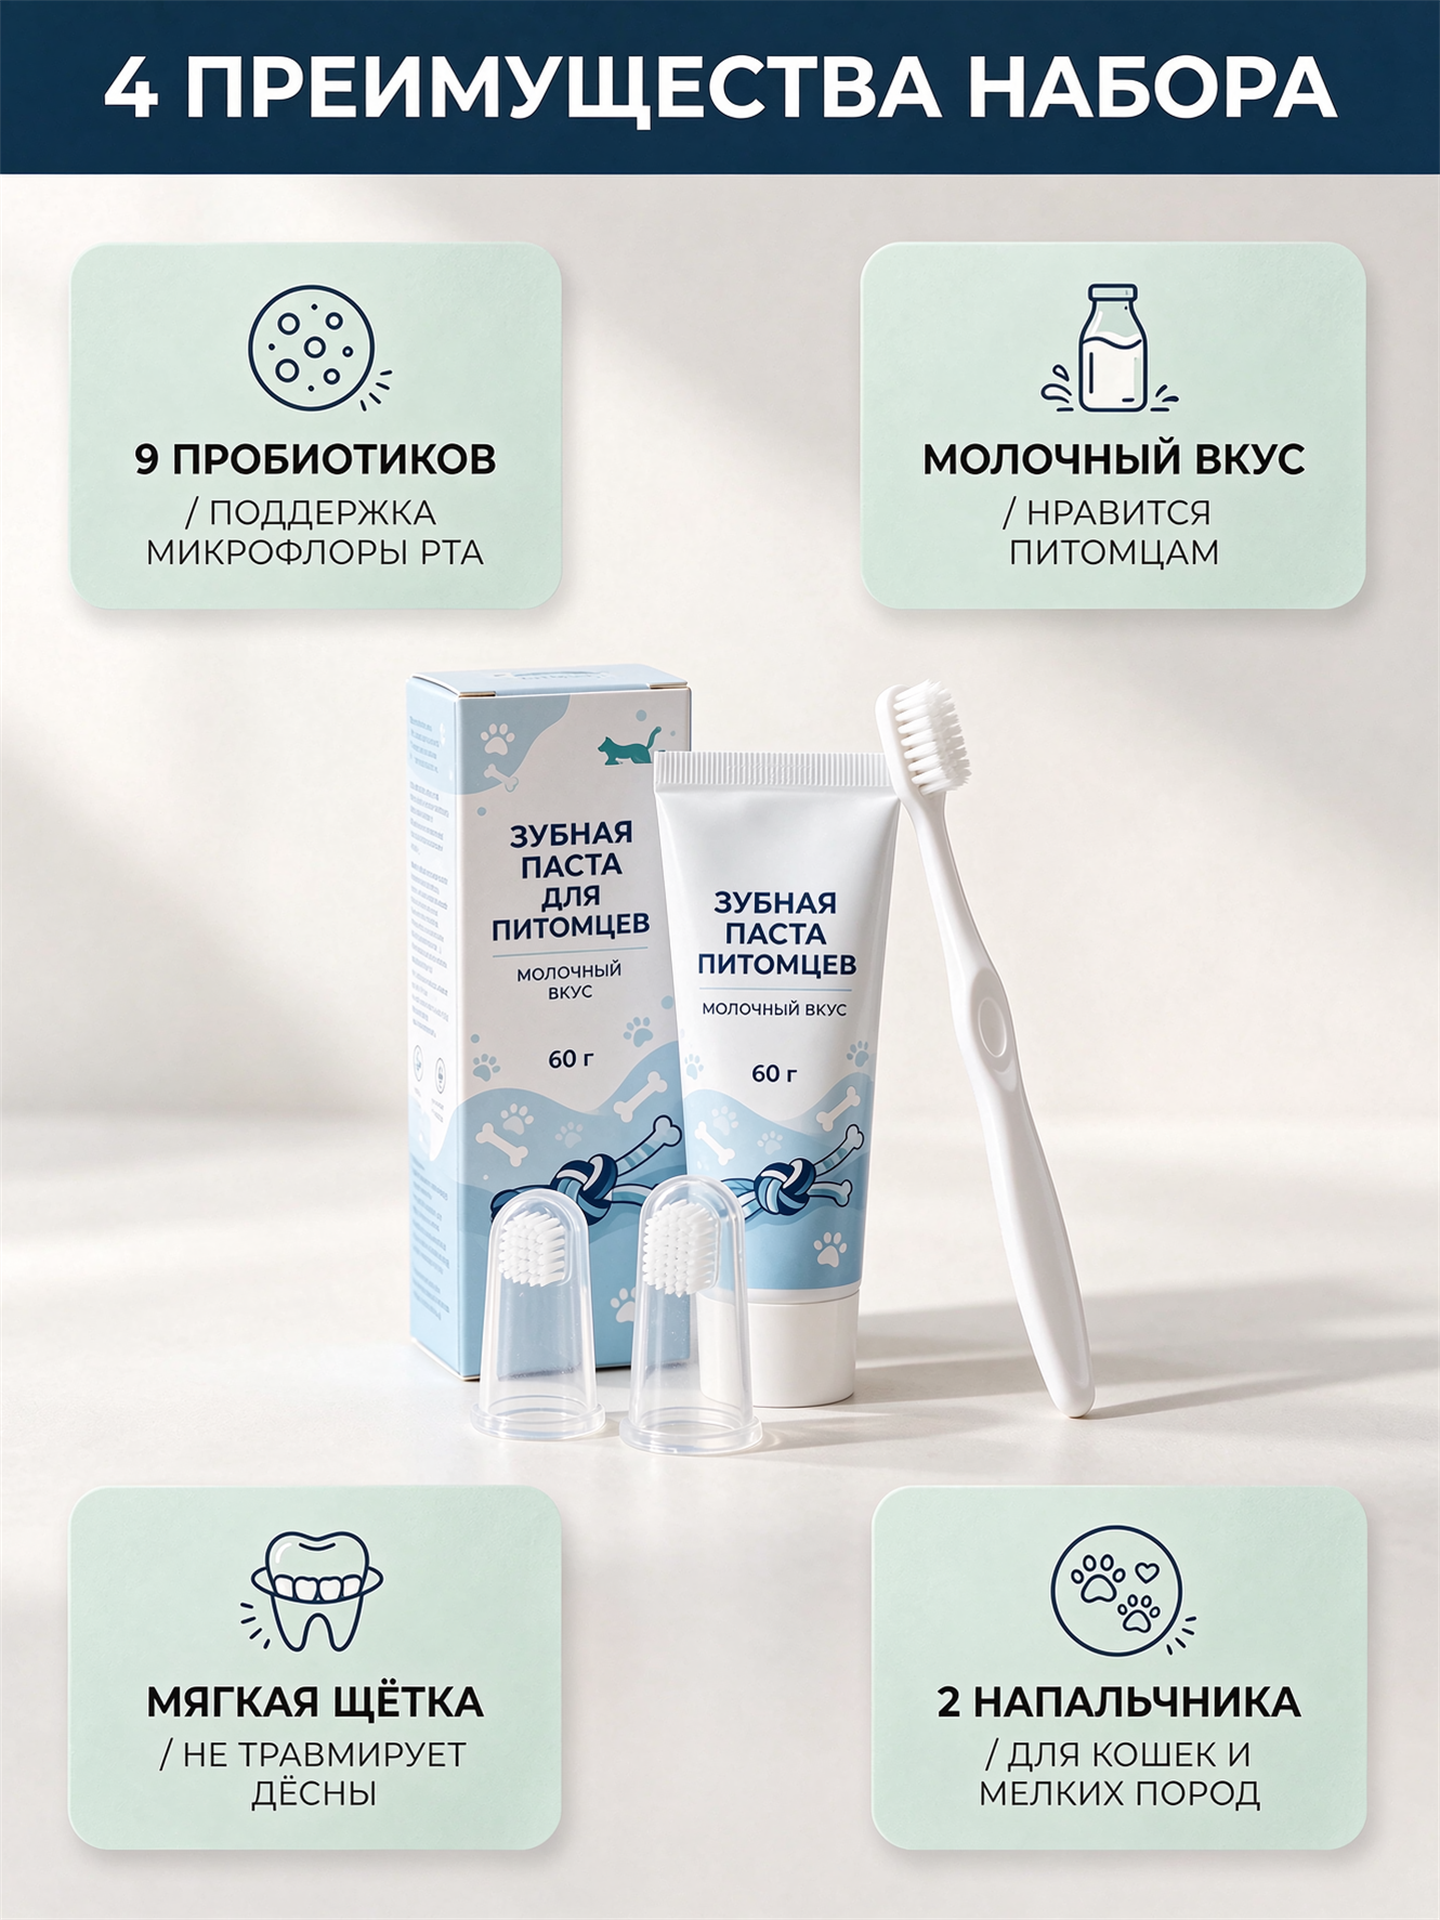 4 ПРЕИМУЩЕСТВА НАБОРА
9 ПРОБИОТИКОВ
/ ПОДДЕРЖКА
МИКРОФЛОРЫ РТА
МОЛОЧНЫЙ ВКУС
/ НРАВИТСЯ
ПИТОМЦАМ
ЗУБНАЯ
ПАСТА
ДЛЯ
ПИТОМЦЕВ
МОЛОЧНЫЙ
ВКУС
60 г
ЗУБНАЯ
ПАСТА
ПИТОМЦЕВ
МОЛОЧНЫЙ ВКУС
60 г
МЯГКАЯ ЩЁТКА
/ НЕ ТРАВМИРУЕТ
ДЁСНЫ
2 НАПАЛЬЧНИКА
/ ДЛЯ КОШЕК И
МЕЛКИХ ПОРОД